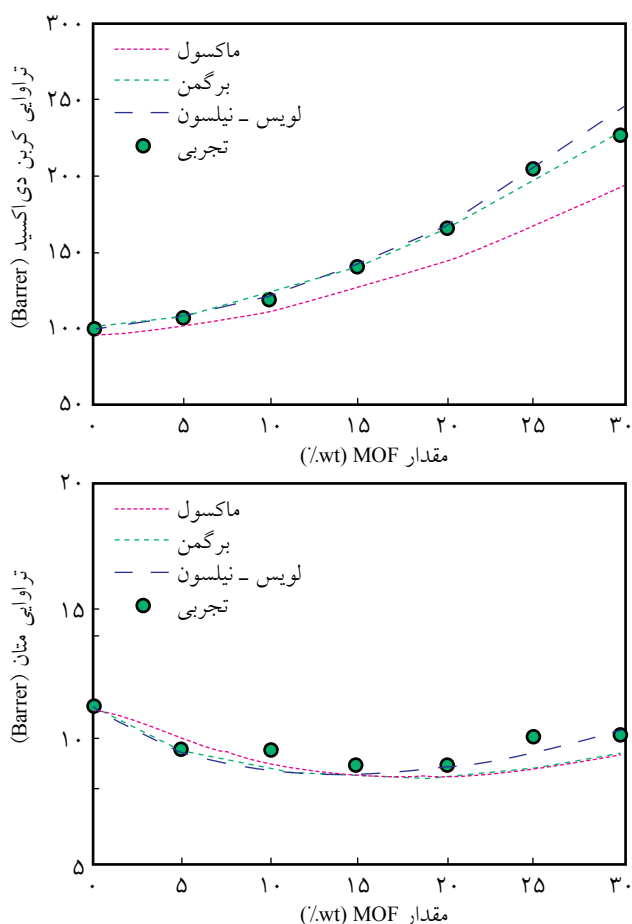 ۳۰۰
۲۵۰
۲۰۰
۱۵۰
۱۰۰
۵۰
تراوایی کربن دی‌اکسید (Barrer)
ماکسول
برگمن
لویس ـ نیلسون
تجربی
۰ ۵ ۱۰ ۱۵ ۲۰ ۲۵ ۳۰
مقدار MOF (٪.wt)
۲۰
۱۵
۱۰
۵
تراوایی متان (Barrer)
ماکسول
برگمن
لویس ـ نیلسون
تجربی
۰ ۵ ۱۰ ۱۵ ۲۰ ۲۵ ۳۰
مقدار MOF (٪.wt)